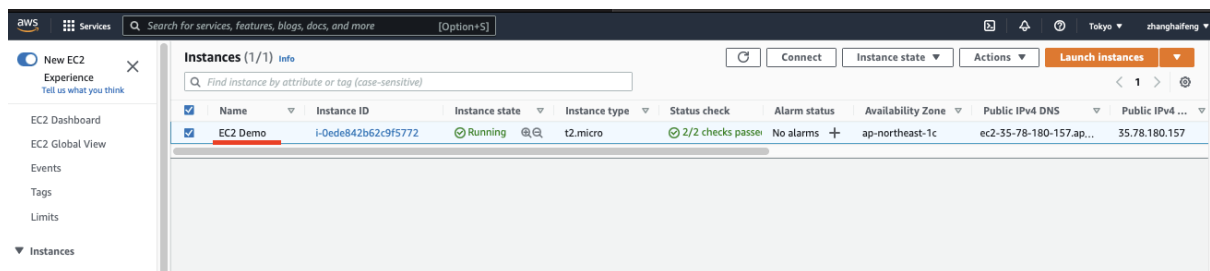 aws Services Search for services, features, blogs, docs, and more [Option+S] Tokyo ▼ zhanghaifeng ▼
New EC2
Experience
Tell us what you think
EC2 Dashboard
EC2 Global View
Events
Tags
Limits
▼ Instances
Instances (1/1) Info Connect Instance state ▼ Actions ▼ Launch instances ▼
Find instance by attribute or tag (case-sensitive) < 1 >
Name Instance ID Instance state Instance type Status check Alarm status Availability Zone Public IPv4 DNS Public IPv4 ...
EC2 Demo i-0ede842b62c9f5772 Running t2.micro 2/2 checks passe No alarms + ap-northeast-1c ec2-35-78-180-157.ap... 35.78.180.157